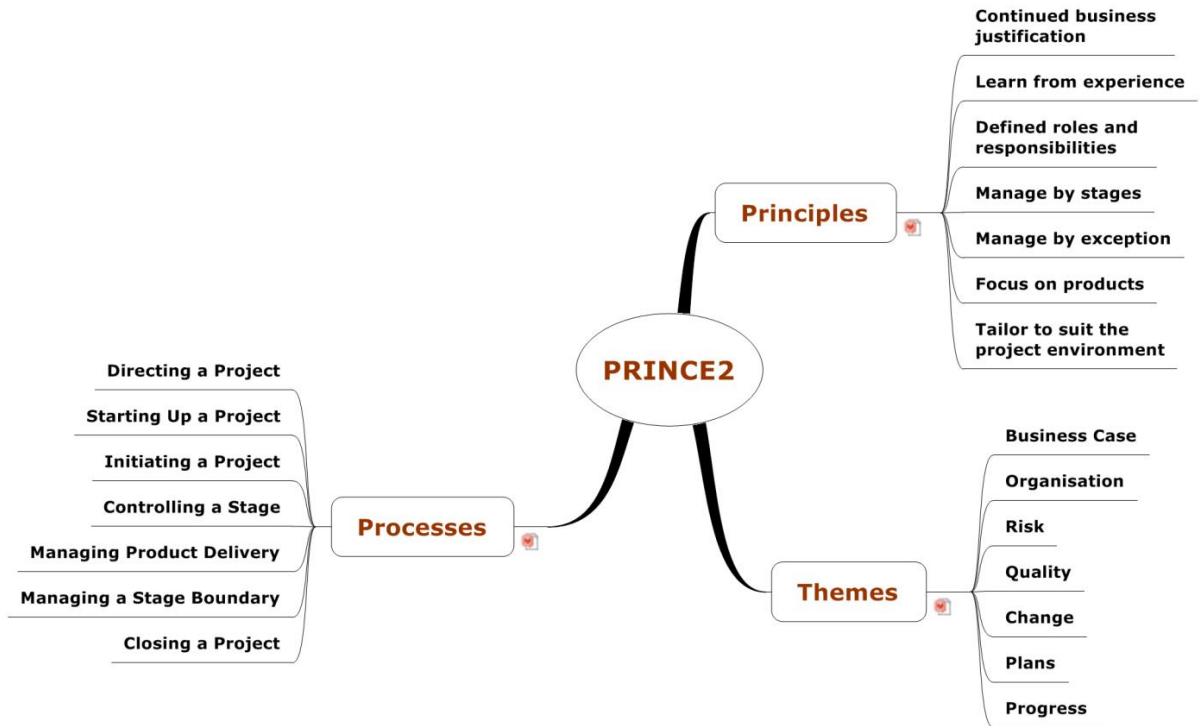 PRINCE2
Principles
Continued business
justification
Learn from experience
Defined roles and
responsibilities
Manage by stages
Manage by exception
Focus on products
Tailor to suit the
project environment
Processes
Directing a Project
Starting Up a Project
Initiating a Project
Controlling a Stage
Managing Product Delivery
Managing a Stage Boundary
Closing a Project
Themes
Business Case
Organisation
Risk
Quality
Change
Plans
Progress